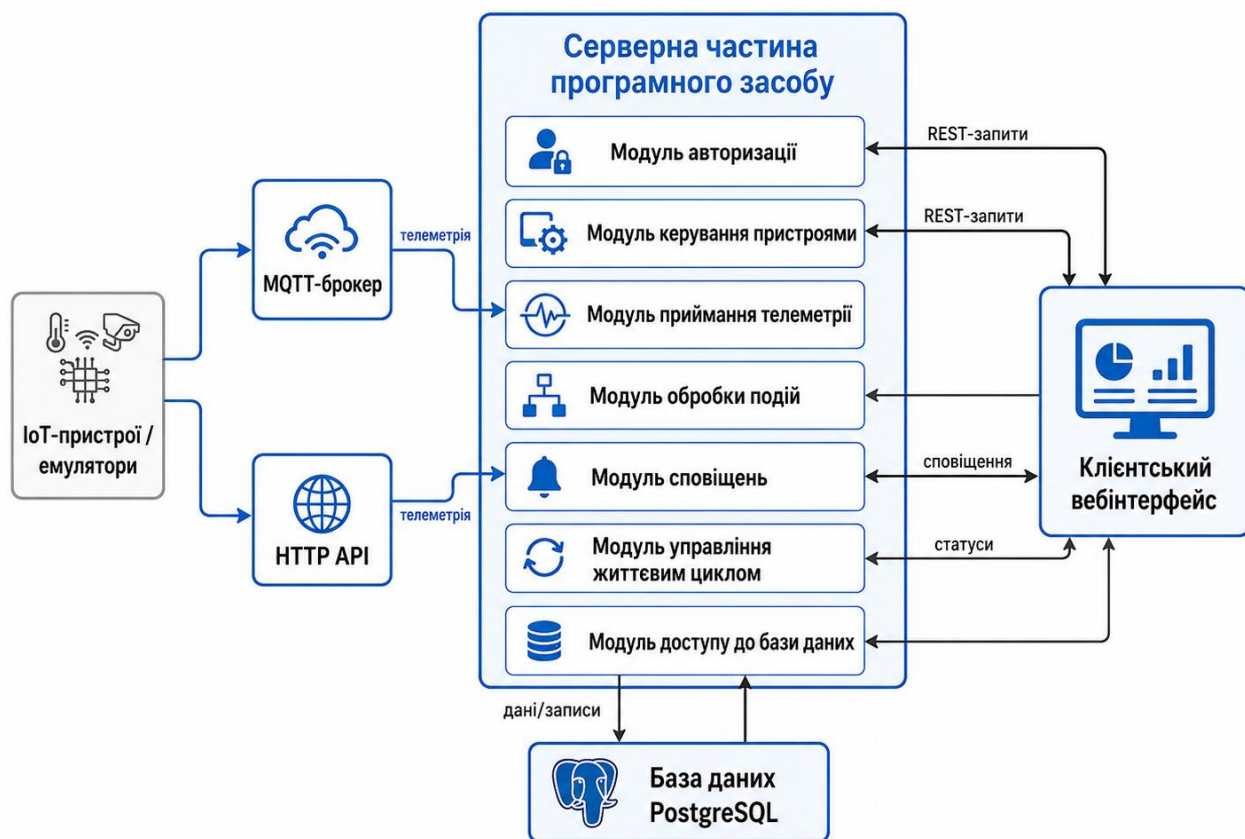 Серверна частина
програмного засобу
Модуль авторизації
REST-запити
Модуль керування пристроями
REST-запити
MQTT-брокер
телеметрія
Модуль приймання телеметрії
IoT-пристрої /
емулятори
Модуль обробки подій
Клієнтський
вебінтерфейс
HTTP API
телеметрія
Модуль сповіщень
сповіщення
Модуль управління
життєвим циклом
статуси
Модуль доступу до бази даних
дані/записи
База даних
PostgreSQL